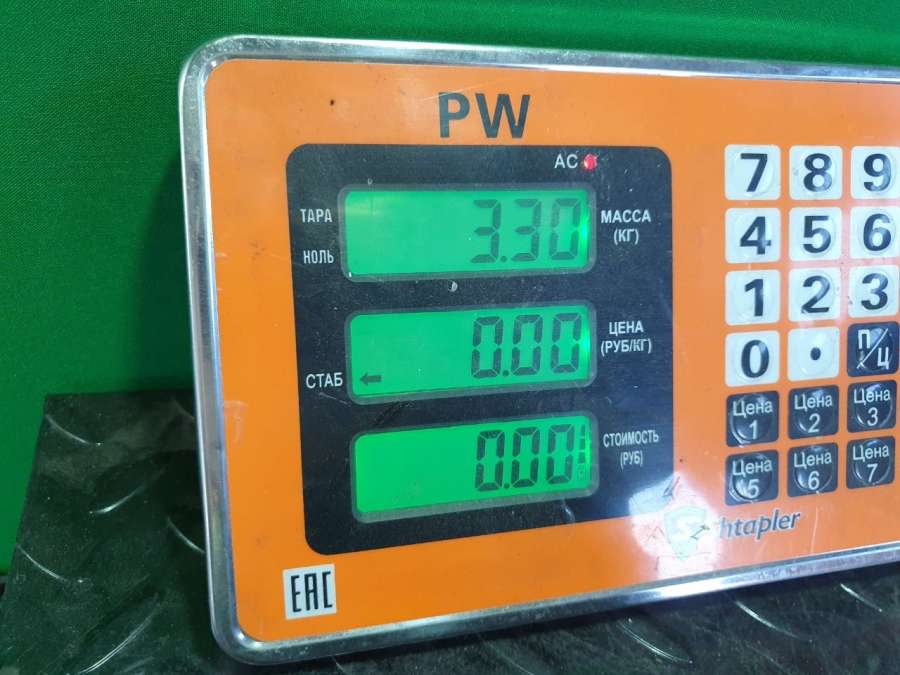 PW
AC
ТАРА
НОЛЬ
3.30
МАССА
(КГ)
0.00
ЦЕНА
(РУБ/КГ)
СТАБ
0.00
СТОИМОСТЬ
(РУБ)
7 8 9
4 5 6
1 2 3
0 . П/Ц
Цена 1
Цена 2
Цена 3
Цена 5
Цена 6
Цена 7
htapler
EAC